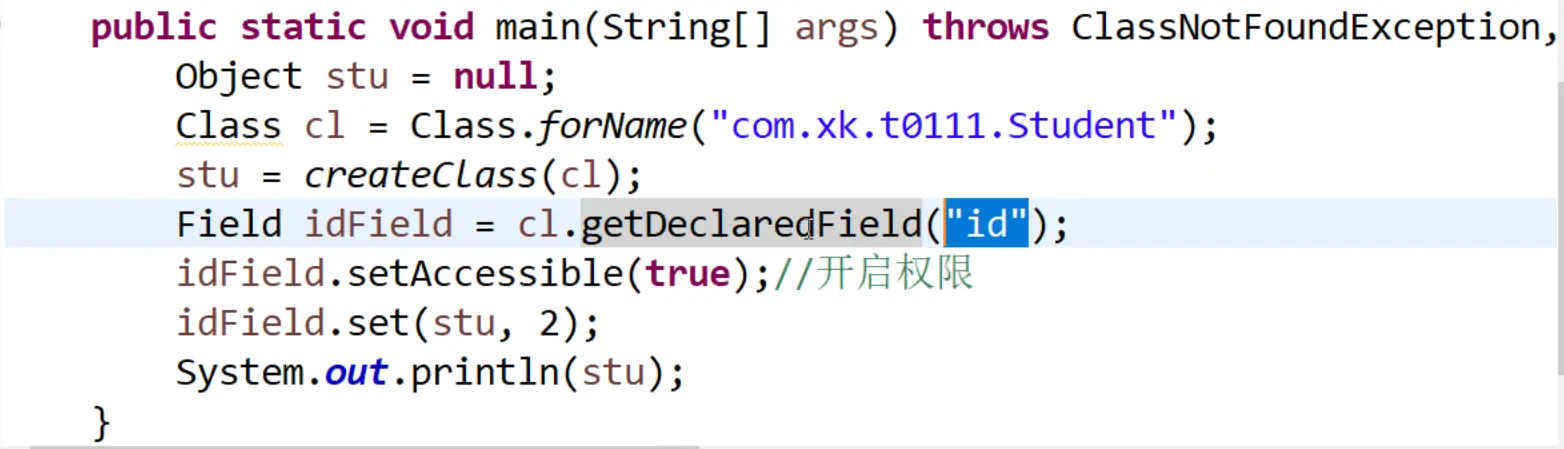 public static void main(String[] args) throws ClassNotFoundException,
Object stu = null;
Class cl = Class.forName("com.xk.t0111.Student");
stu = createClass(cl);
Field idField = cl.getDeclaredField("id");
idField.setAccessible(true);//开启权限
idField.set(stu, 2);
System.out.println(stu);
}